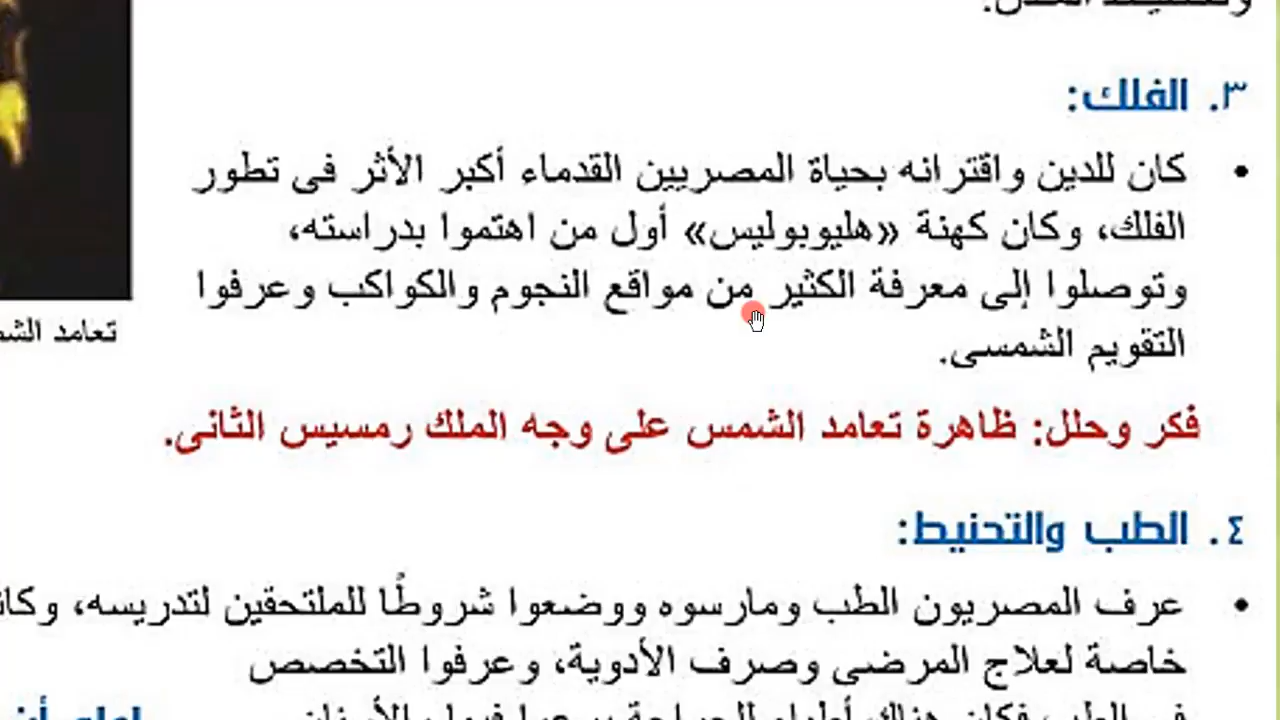 ٣. الفلك:
• كان للدين واقترانه بحياة المصريين القدماء أكبر الأثر فى تطور
الفلك، وكان كهنة «هليوبوليس» أول من اهتموا بدراسته،
وتوصلوا إلى معرفة الكثير من مواقع النجوم والكواكب وعرفوا
التقويم الشمسى.
تعامد
فكر وحلل: ظاهرة تعامد الشمس على وجه الملك رمسيس الثانى.
٤. الطب والتحنيط:
• عرف المصريون الطب ومارسوه ووضعوا شروطًا للملتحقين لتدريسه،
خاصة لعلاج المرضى وصرف الأدوية، وعرفوا التخصص